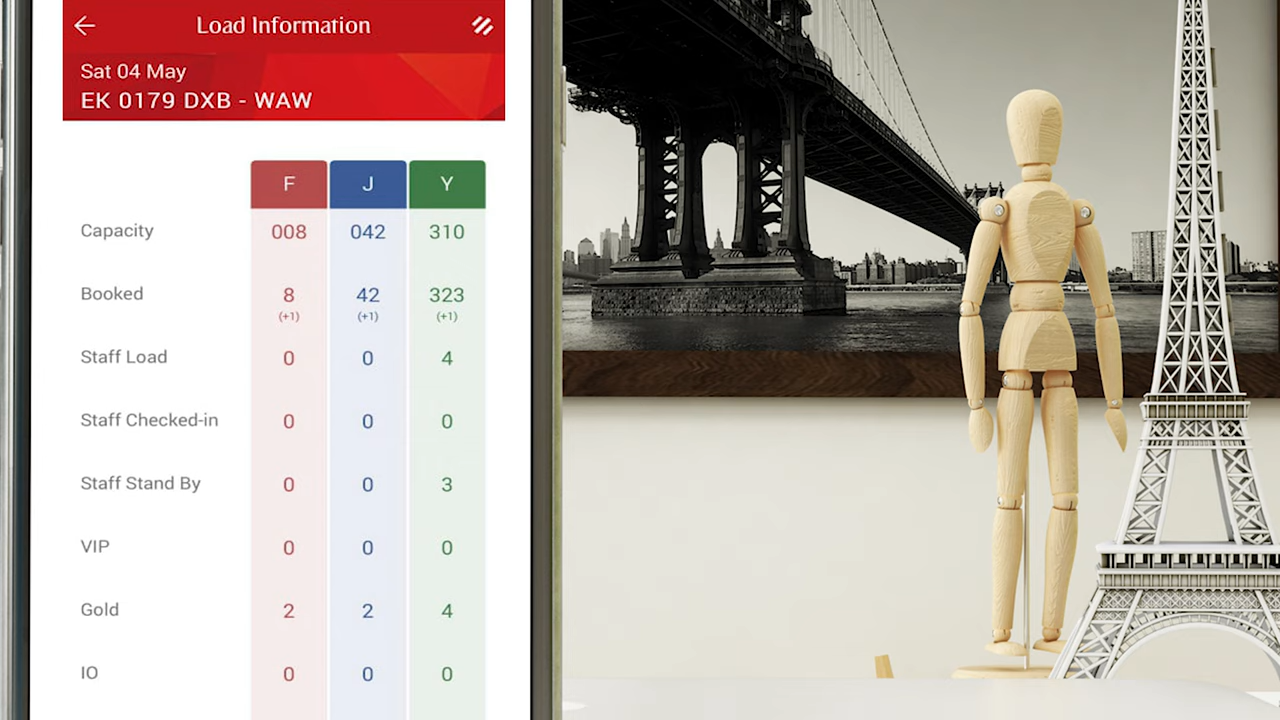 Load Information
Sat 04 May
EK 0179 DXB - WAW
F J Y
Capacity 008 042 310
Booked 8 42 323
(+1) (+1) (+1)
Staff Load 0 0 4
Staff Checked-in 0 0 0
Staff Stand By 0 0 3
VIP 0 0 0
Gold 2 2 4
IO 0 0 0